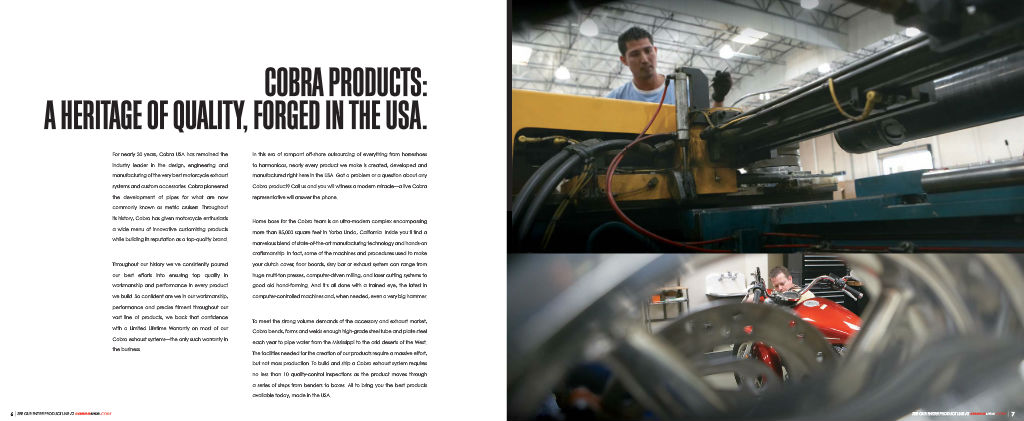 COBRA PRODUCTS:
A HERITAGE OF QUALITY, FORGED IN THE USA.
For nearly 30 years, Cobra USA has remained the
industry leader in the design, engineering and
manufacturing of the very best motorcycle exhaust
systems and custom accessories. Cobra pioneered
the development of pipes for what are now
commonly known as metric cruisers. Throughout
its history, Cobra has given motorcycle enthusiasts
a wide menu of innovative customizing products
while building its reputation as a top-quality brand.
Throughout our history we've consistently poured
our best efforts into ensuring top quality in
workmanship and performance in every product
we build. So confident are we in our workmanship,
performance and precise fitment throughout our
vast line of products, we back that confidence
with a Limited Lifetime Warranty on most of our
Cobra exhaust systems—the only such warranty in
the business.
In this era of rampant off-shore outsourcing of everything from horseshoes
to harmonicas, nearly every product we make is created, developed and
manufactured right here in the USA. Got a problem or a question about any
Cobra product? Call us and you will witness a modern miracle—a live Cobra
representative will answer the phone.
Home base for the Cobra team is an ultra-modern complex encompassing
more than 85,000 square feet in Yorba Linda, California. Inside you'll find a
marvelous blend of state-of-the-art manufacturing technology and hands-on
craftsmanship. In fact, some of the machines and procedures used to make
your clutch cover, floor boards, sissy bar or exhaust system can range from
huge multi-ton presses, computer-driven milling, and laser cutting systems to
good old hand-forming. And it's all done with a trained eye, the latest in
computer-controlled machines and, when needed, even a very big hammer.
To meet the strong volume demands of the accessory and exhaust market,
Cobra bends, forms and welds enough high-grade steel tube and plate steel
each year to pipe water from the Mississippi to the arid deserts of the West.
The facilities needed for the creation of our products require a massive effort,
but not mass production. To build and ship a Cobra exhaust system requires
no less than 10 quality-control inspections as the product moves through
a series of steps from benders to boxes. All to bring you the best products
available today, made in the USA.
6 | SEE OUR ENTIRE PRODUCT LINE AT COBRAUSA.COM
SEE OUR ENTIRE PRODUCT LINE AT COBRAUSA.COM | 7